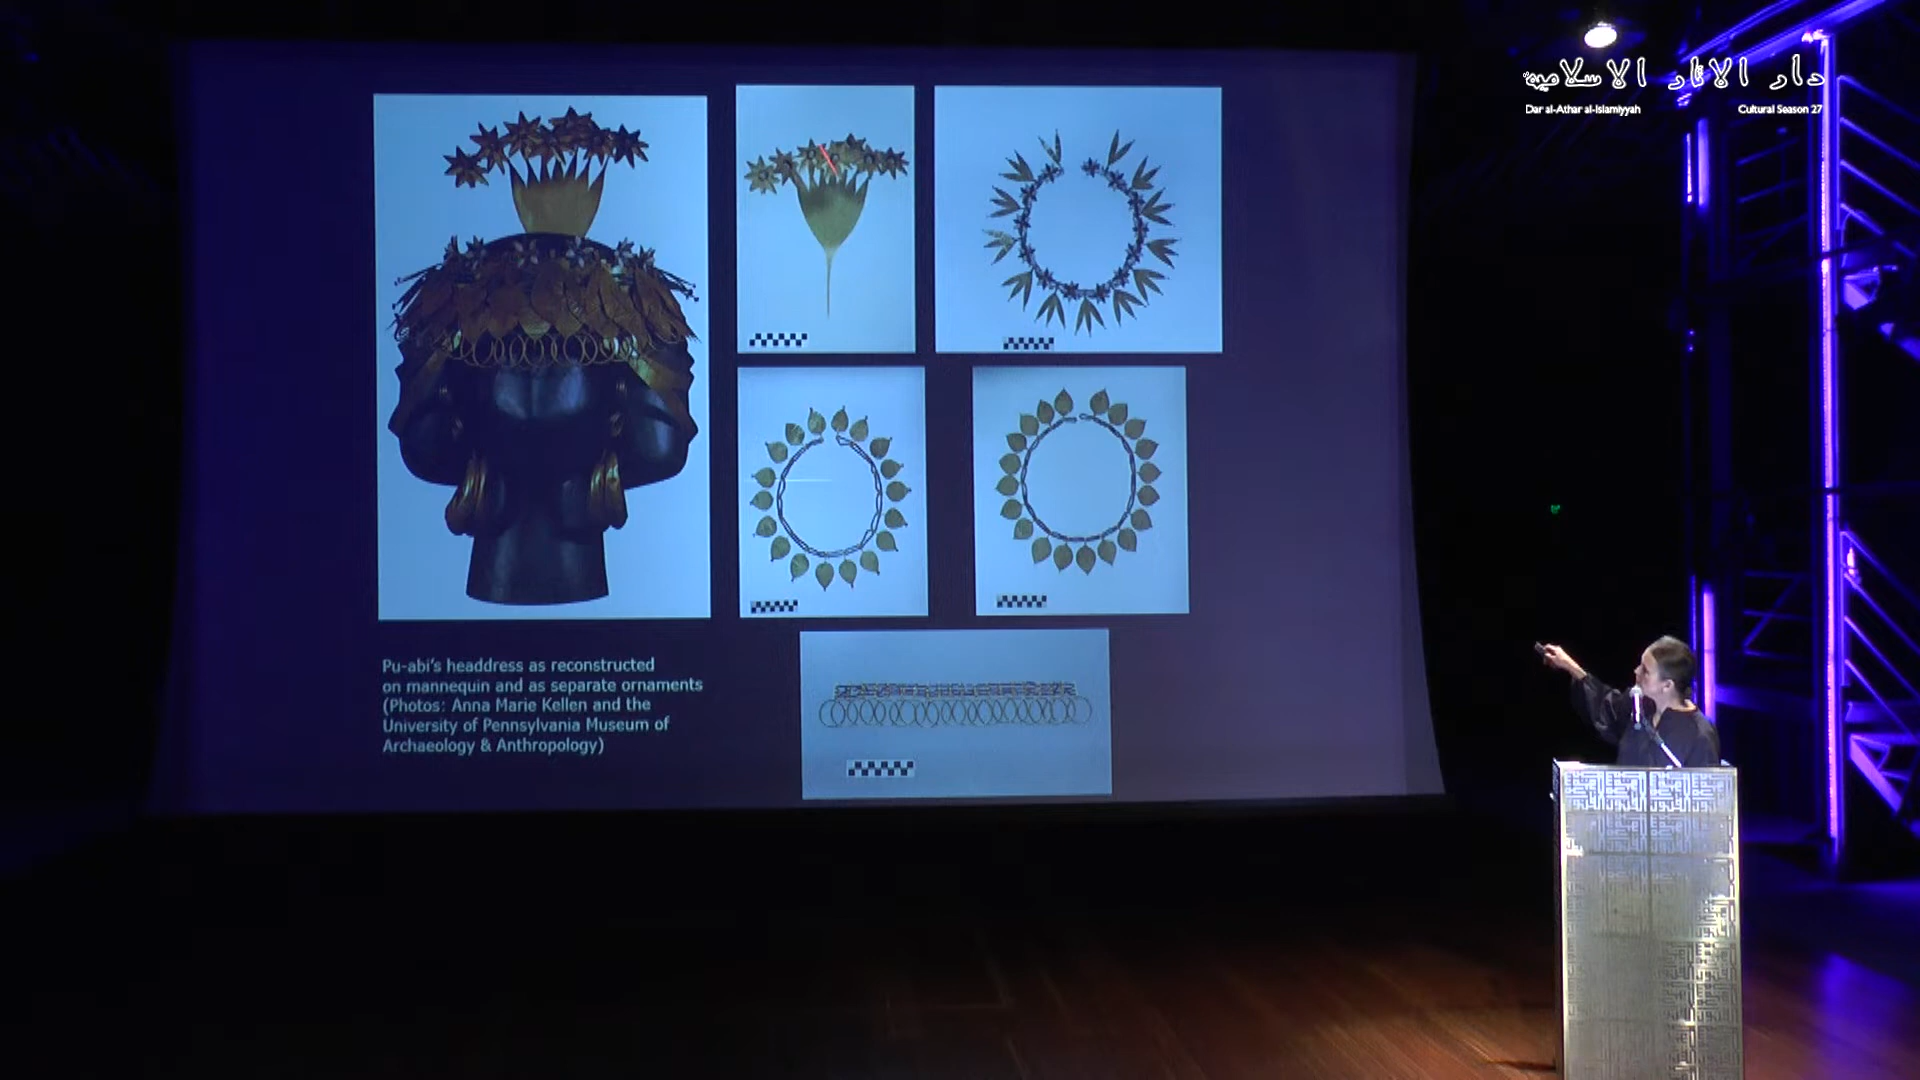 دار الآثار الاسلامية
Dar al-Athar al-Islamiyyah Cultural Season 27
Pu-abi's headdress as reconstructed
on mannequin and as separate ornaments
(Photos: Anna Marie Kellen and the
University of Pennsylvania Museum of
Archaeology & Anthropology)